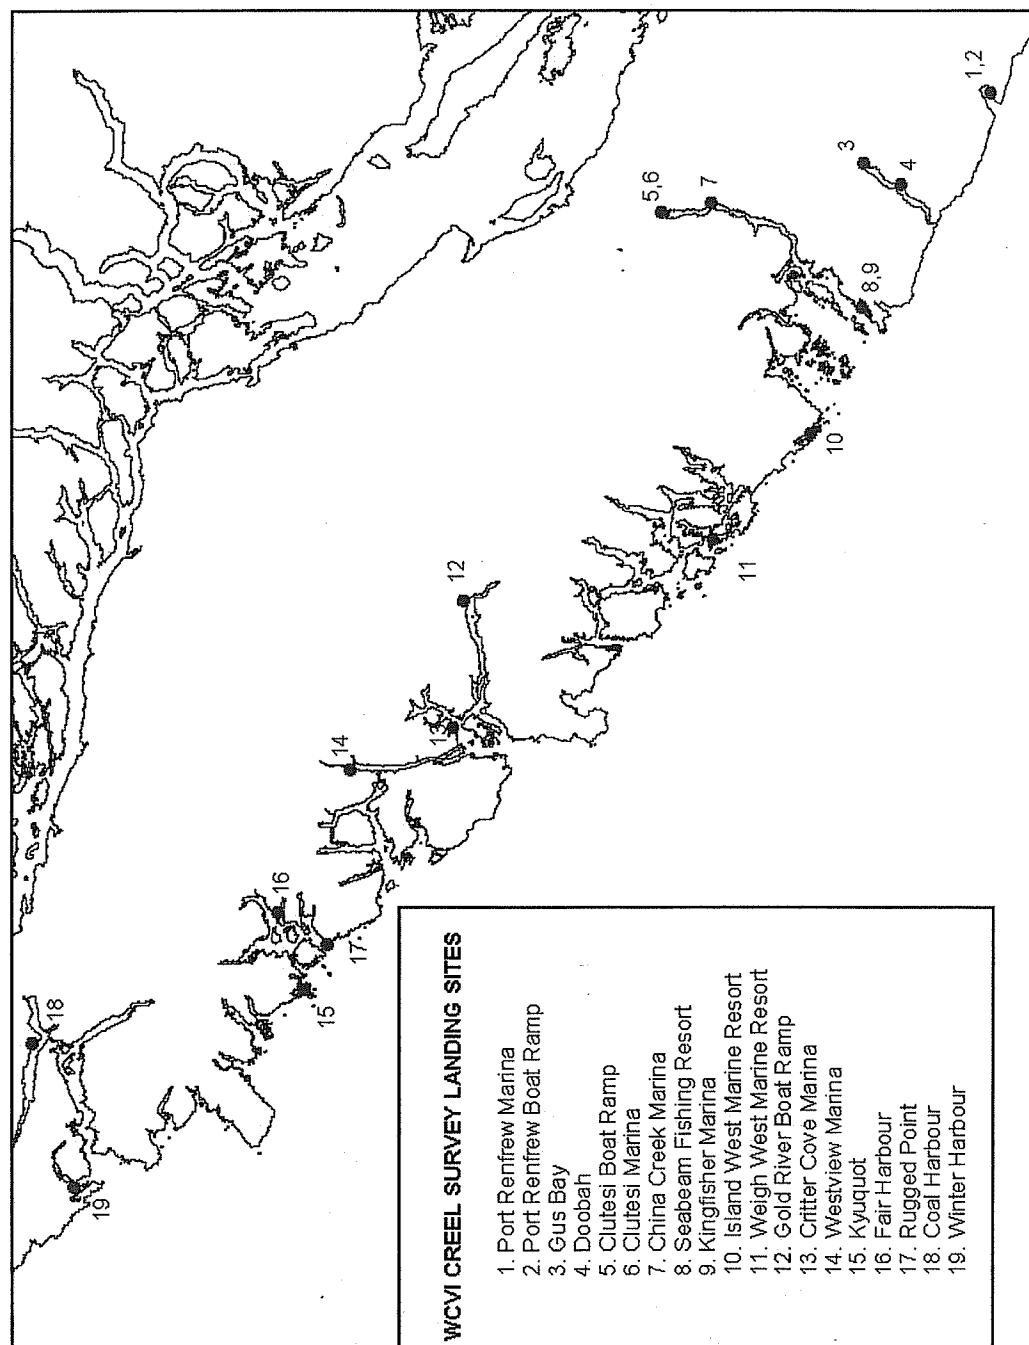 WCVI CREEL SURVEY LANDING SITES
1. Port Renfrew Marina
2. Port Renfrew Boat Ramp
3. Gus Bay
4. Doobah
5. Clutesi Boat Ramp
6. Clutesi Marina
7. China Creek Marina
8. Seabeam Fishing Resort
9. Kingfisher Marina
10. Island West Marine Resort
11. Weigh West Marine Resort
12. Gold River Boat Ramp
13. Critter Cove Marina
14. Westview Marina
15. Kyuquot
16. Fair Harbour
17. Rugged Point
18. Coal Harbour
19. Winter Harbour
19
18
15
17
16
14
13
12
11
10
8,9
7
5,6
4
3
1,2